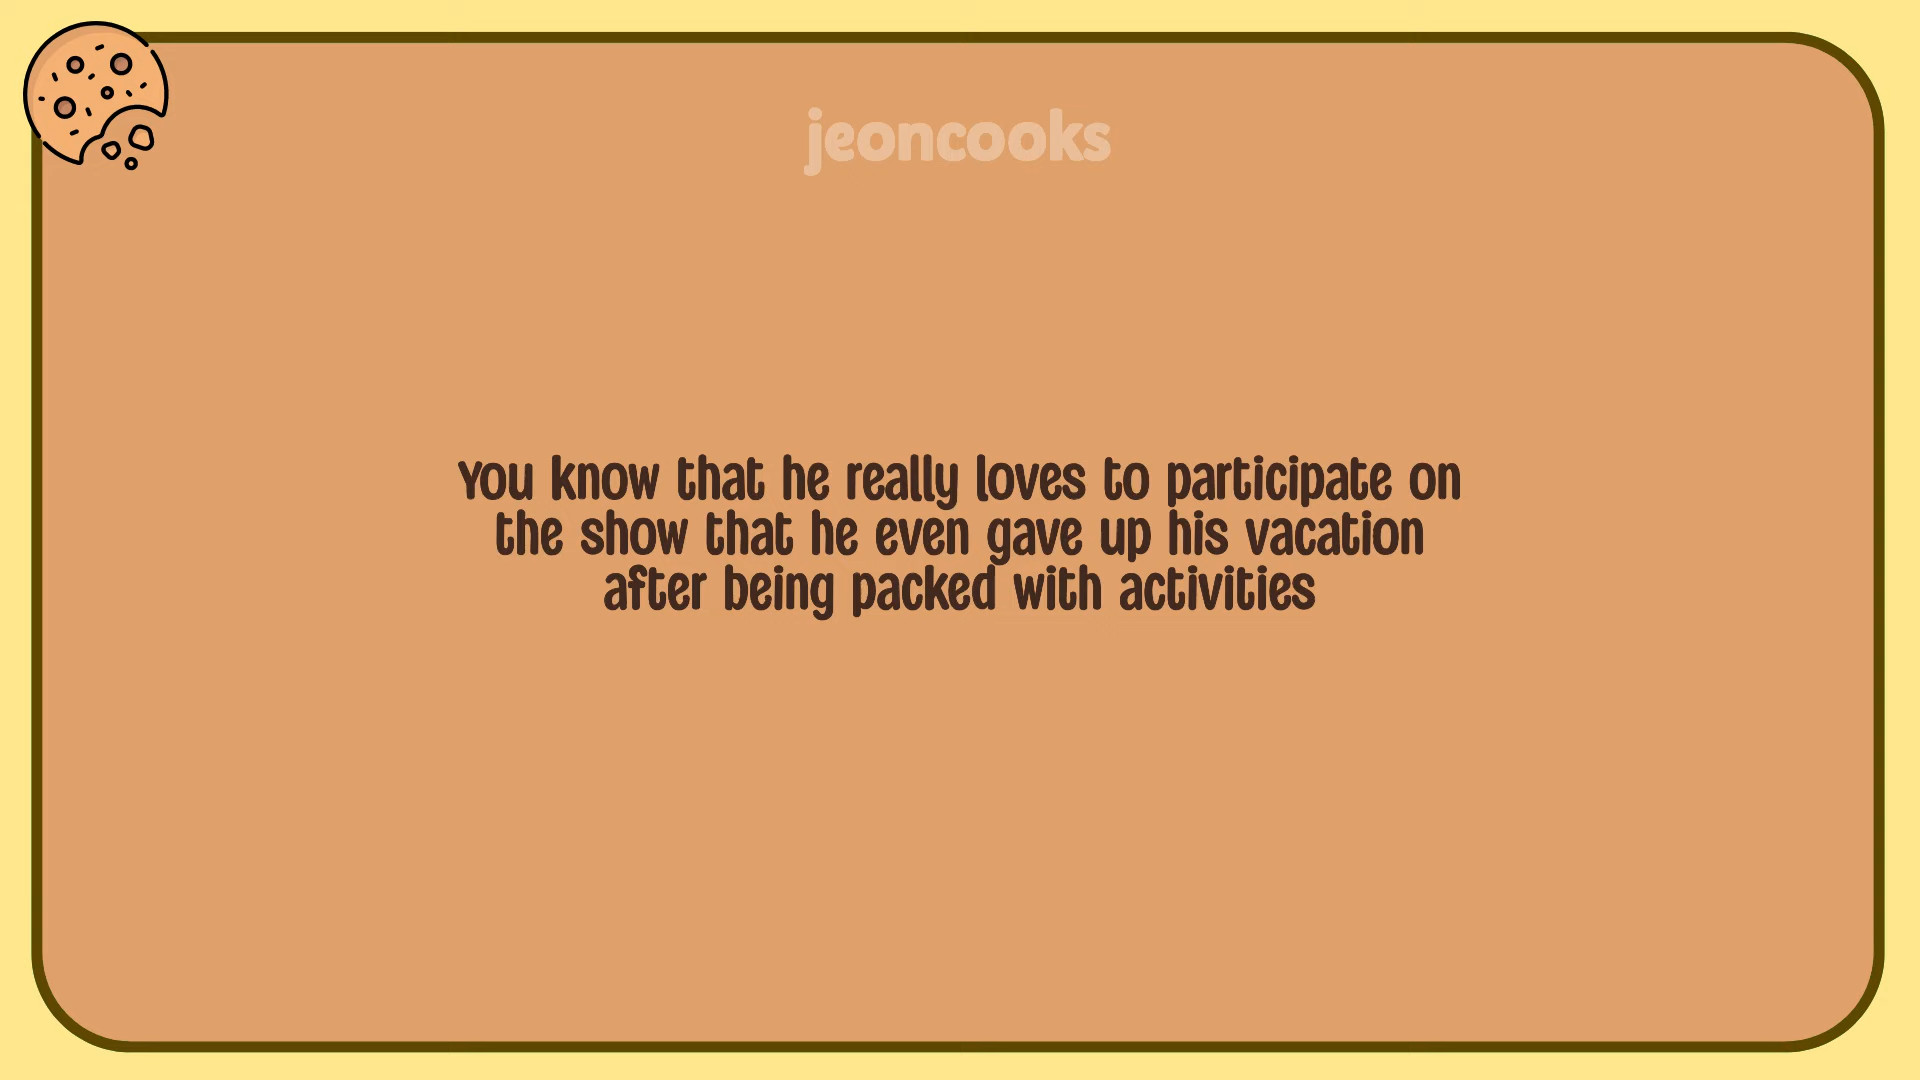 jeoncooks
You know that he really loves to participate on
the show that he even gave up his vacation
after being packed with activities